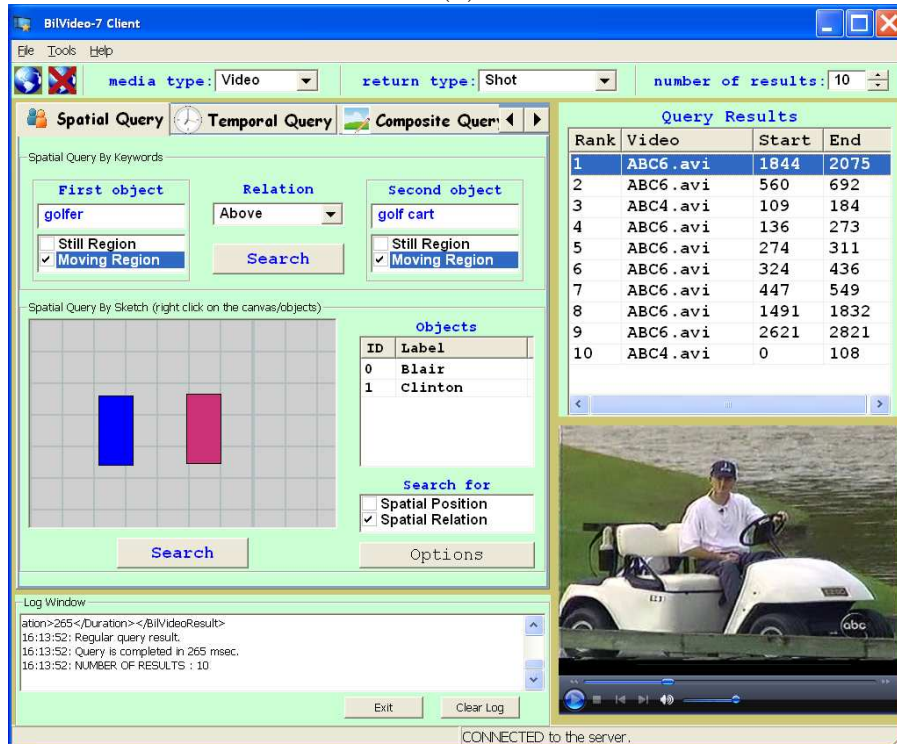 BilVideo-7 Client
File Tools Help
media type: Video return type: Shot number of results: 10
Spatial Query Temporal Query Composite Quer
Spatial Query By Keywords
First object Relation Second object
golfer Above golf cart
Still Region Still Region
Moving Region Search Moving Region
Spatial Query By Sketch (right click on the canvas/objects)
Objects
ID Label
0 Blair
1 Clinton
Search for
Spatial Position
Spatial Relation
Search Options
Log Window
ation>265</Duration></BilVideoResult>
16:13:52: Regular query result.
16:13:52: Query is completed in 265 msec.
16:13:52: NUMBER OF RESULTS : 10
Exit Clear Log
Query Results
Rank Video Start End
1 ABC6.avi 1844 2075
2 ABC6.avi 560 692
3 ABC4.avi 109 184
4 ABC6.avi 136 273
5 ABC6.avi 274 311
6 ABC6.avi 324 436
7 ABC6.avi 447 549
8 ABC6.avi 1491 1832
9 ABC6.avi 2621 2821
10 ABC4.avi 0 108
abc
CONNECTED to the server.